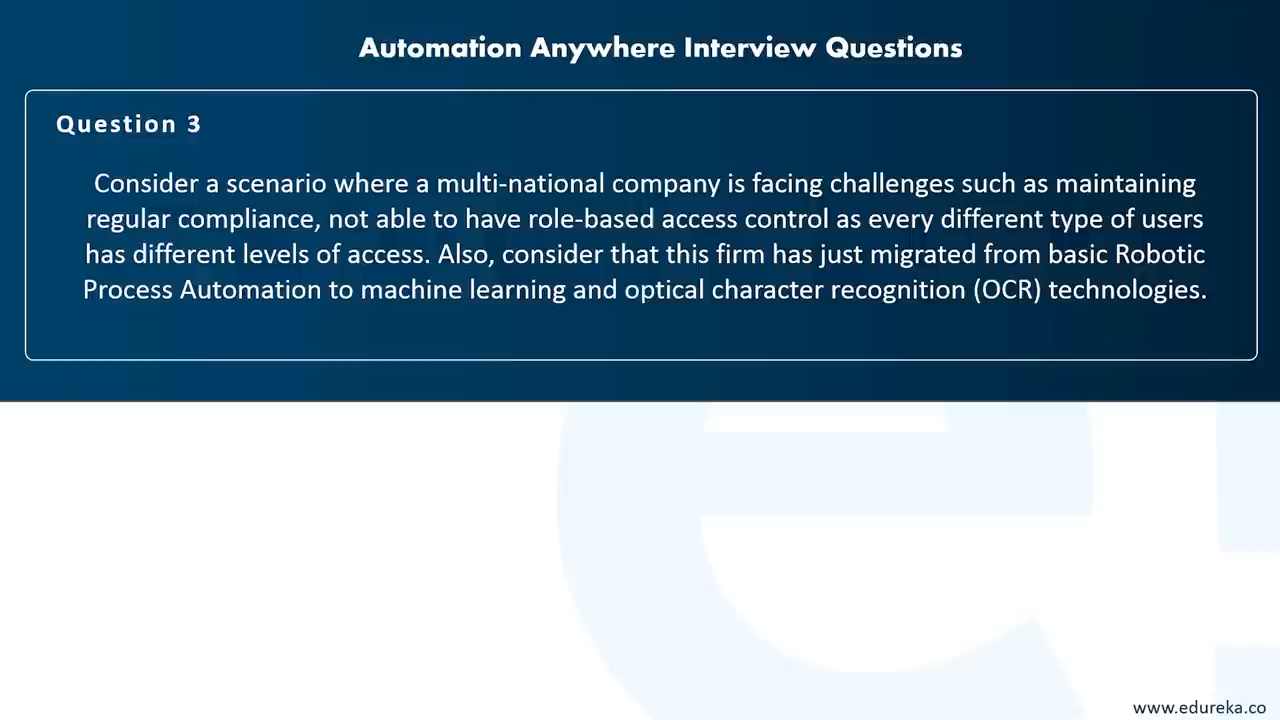 Automation Anywhere Interview Questions
Question 3
Consider a scenario where a multi-national company is facing challenges such as maintaining
regular compliance, not able to have role-based access control as every different type of users
has different levels of access. Also, consider that this firm has just migrated from basic Robotic
Process Automation to machine learning and optical character recognition (OCR) technologies.
www.edureka.co